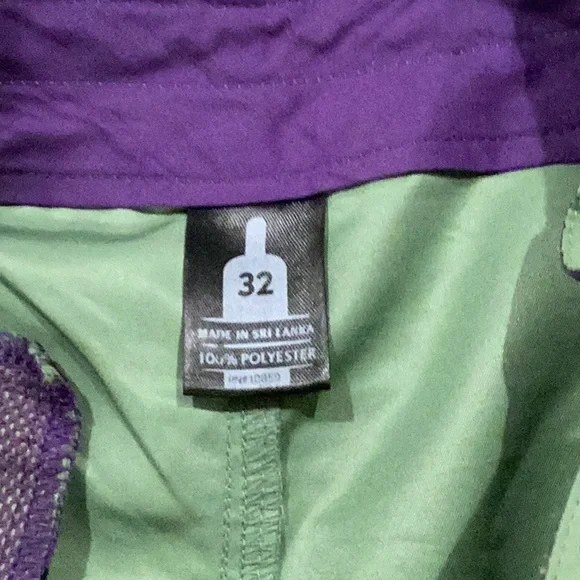 32
MADE IN SRI LANKA
100% POLYESTER